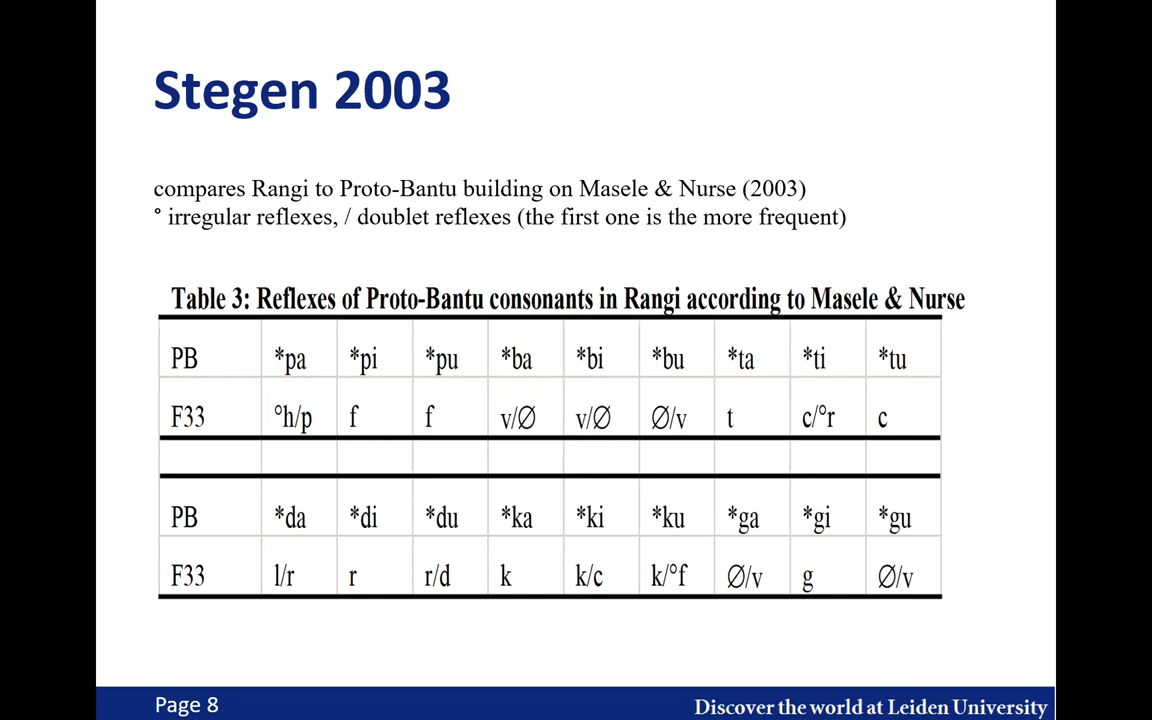 Stegen 2003
compares Rangi to Proto-Bantu building on Masele & Nurse (2003)
° irregular reflexes, / doublet reflexes (the first one is the more frequent)
Table 3: Reflexes of Proto-Bantu consonants in Rangi according to Masele & Nurse
PB *pa *pi *pu *ba *bi *bu *ta *ti *tu
F33 °h/p f f v/∅ v/∅ ∅/v t c/°r c
PB *da *di *du *ka *ki *ku *ga *gi *gu
F33 l/r r r/d k k/c k/°f ∅/v g ∅/v
Page 8
Discover the world at Leiden University